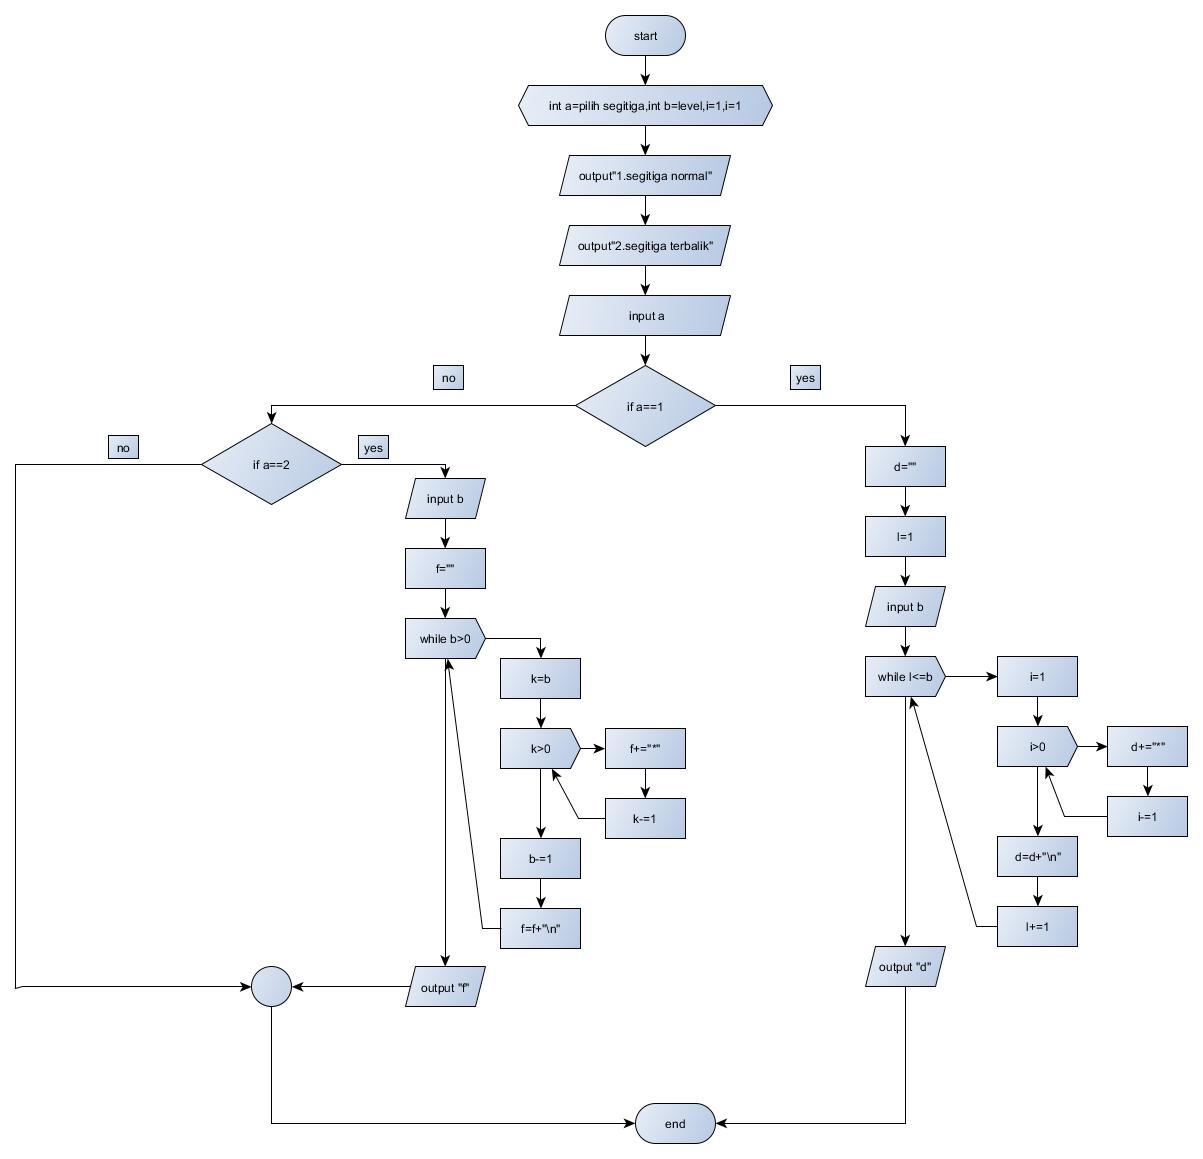 start
int a=pilih segitiga,int b=level,i=1,i=1
output"1.segitiga normal"
output"2.segitiga terbalik"
input a
if a==1
no
yes
if a==2
no
yes
input b
f=""
while b>0
k=b
k>0
f+="*"
k-=1
b-=1
f=f+"\n"
output "f"
d=""
l=1
input b
while l<=b
i=1
i>0
d+="*"
i-=1
d=d+"\n"
l+=1
output "d"
end